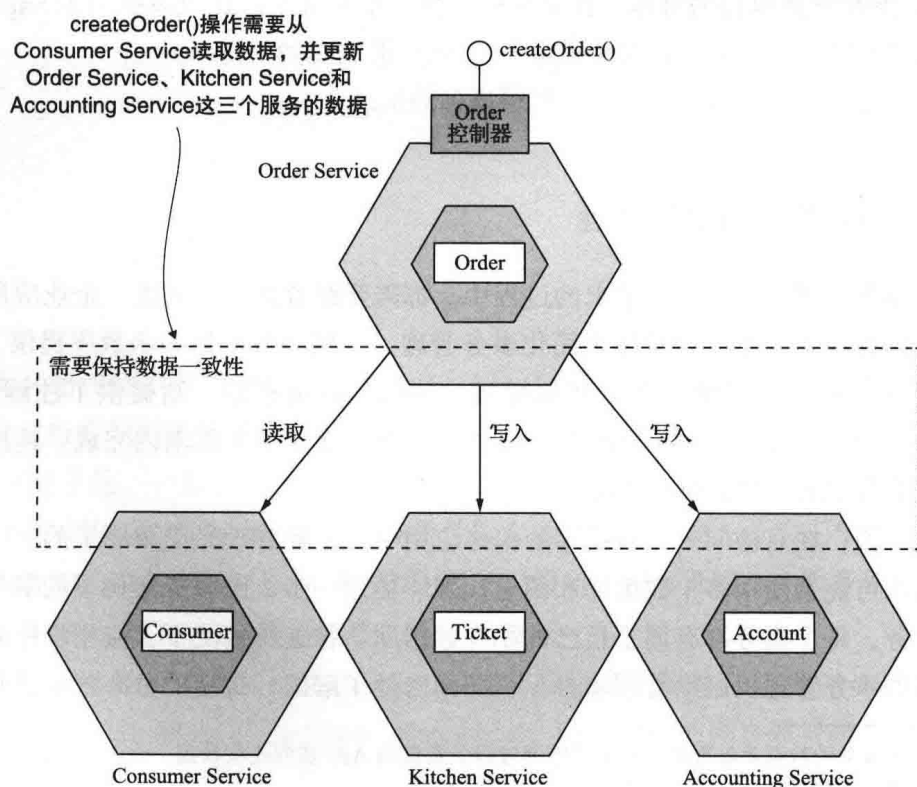 createOrder()操作需要从
Consumer Service读取数据，并更新
Order Service、Kitchen Service和
Accounting Service这三个服务的数据
createOrder()
Order
控制器
Order Service
Order
需要保持数据一致性
读取
写入
写入
Consumer
Ticket
Account
Consumer Service
Kitchen Service
Accounting Service